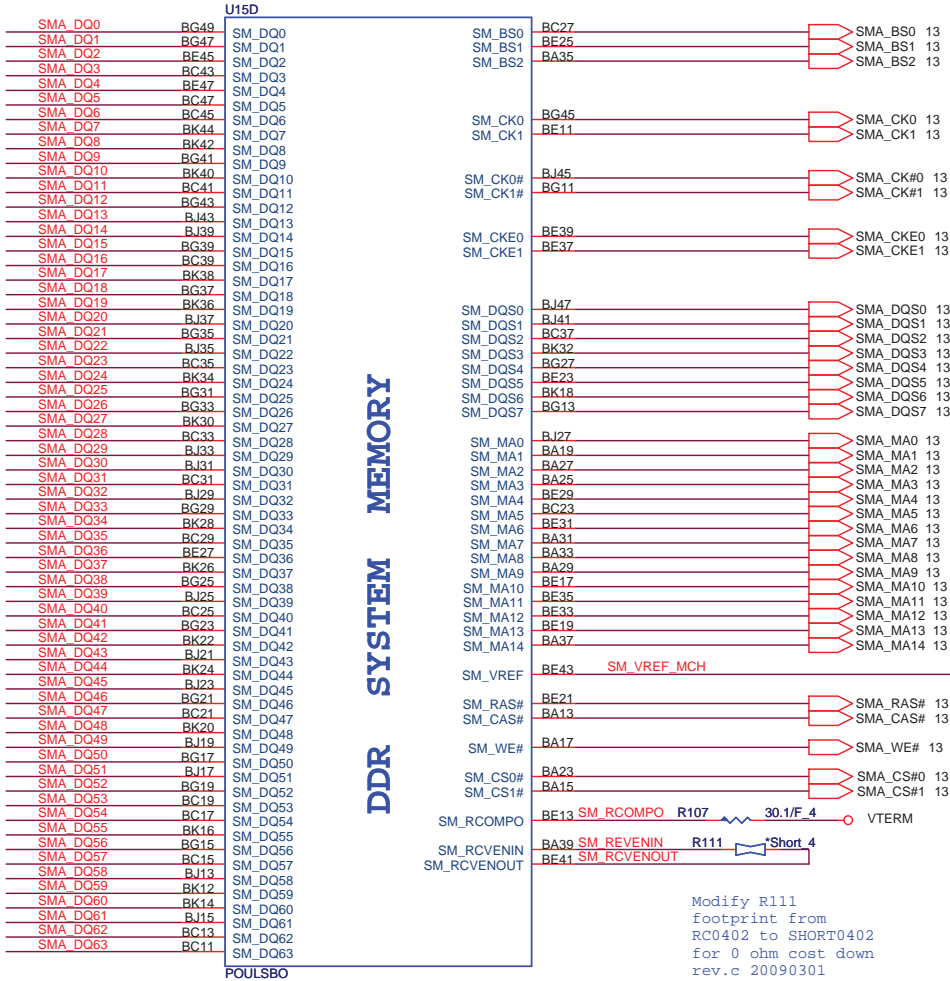 U15D
SMA_DQ0 BG49 SM_DQ0
SMA_DQ1 BG47 SM_DQ1
SMA_DQ2 BE45 SM_DQ2
SMA_DQ3 BC43 SM_DQ3
SMA_DQ4 BE47 SM_DQ4
SMA_DQ5 BC47 SM_DQ5
SMA_DQ6 BC45 SM_DQ6
SMA_DQ7 BK44 SM_DQ7
SMA_DQ8 BK42 SM_DQ8
SMA_DQ9 BG41 SM_DQ9
SMA_DQ10 BK40 SM_DQ10
SMA_DQ11 BC41 SM_DQ11
SMA_DQ12 BG43 SM_DQ12
SMA_DQ13 BJ43 SM_DQ13
SMA_DQ14 BJ39 SM_DQ14
SMA_DQ15 BG39 SM_DQ15
SMA_DQ16 BC39 SM_DQ16
SMA_DQ17 BK38 SM_DQ17
SMA_DQ18 BG37 SM_DQ18
SMA_DQ19 BK36 SM_DQ19
SMA_DQ20 BJ37 SM_DQ20
SMA_DQ21 BG35 SM_DQ21
SMA_DQ22 BJ35 SM_DQ22
SMA_DQ23 BC35 SM_DQ23
SMA_DQ24 BK34 SM_DQ24
SMA_DQ25 BG31 SM_DQ25
SMA_DQ26 BG33 SM_DQ26
SMA_DQ27 BK30 SM_DQ27
SMA_DQ28 BC33 SM_DQ28
SMA_DQ29 BJ33 SM_DQ29
SMA_DQ30 BJ31 SM_DQ30
SMA_DQ31 BC31 SM_DQ31
SMA_DQ32 BJ29 SM_DQ32
SMA_DQ33 BG29 SM_DQ33
SMA_DQ34 BK28 SM_DQ34
SMA_DQ35 BC29 SM_DQ35
SMA_DQ36 BE27 SM_DQ36
SMA_DQ37 BK26 SM_DQ37
SMA_DQ38 BG25 SM_DQ38
SMA_DQ39 BJ25 SM_DQ39
SMA_DQ40 BC25 SM_DQ40
SMA_DQ41 BG23 SM_DQ41
SMA_DQ42 BK22 SM_DQ42
SMA_DQ43 BJ21 SM_DQ43
SMA_DQ44 BK24 SM_DQ44
SMA_DQ45 BJ23 SM_DQ45
SMA_DQ46 BG21 SM_DQ46
SMA_DQ47 BC21 SM_DQ47
SMA_DQ48 BK20 SM_DQ48
SMA_DQ49 BJ19 SM_DQ49
SMA_DQ50 BG17 SM_DQ50
SMA_DQ51 BJ17 SM_DQ51
SMA_DQ52 BG19 SM_DQ52
SMA_DQ53 BC19 SM_DQ53
SMA_DQ54 BC17 SM_DQ54
SMA_DQ55 BK16 SM_DQ55
SMA_DQ56 BG15 SM_DQ56
SMA_DQ57 BC15 SM_DQ57
SMA_DQ58 BJ13 SM_DQ58
SMA_DQ59 BK12 SM_DQ59
SMA_DQ60 BK14 SM_DQ60
SMA_DQ61 BJ15 SM_DQ61
SMA_DQ62 BC13 SM_DQ62
SMA_DQ63 BC11 SM_DQ63
DDR SYSTEM MEMORY
SM_BS0 BC27 SMA_BS0 13
SM_BS1 BE25 SMA_BS1 13
SM_BS2 BA35 SMA_BS2 13
SM_CK0 BG45 SMA_CK0 13
SM_CK1 BE11 SMA_CK1 13
SM_CK0# BJ45 SMA_CK#0 13
SM_CK1# BG11 SMA_CK#1 13
SM_CKE0 BE39 SMA_CKE0 13
SM_CKE1 BE37 SMA_CKE1 13
SM_DQS0 BJ47 SMA_DQS0 13
SM_DQS1 BJ41 SMA_DQS1 13
SM_DQS2 BC37 SMA_DQS2 13
SM_DQS3 BK32 SMA_DQS3 13
SM_DQS4 BG27 SMA_DQS4 13
SM_DQS5 BE23 SMA_DQS5 13
SM_DQS6 BK18 SMA_DQS6 13
SM_DQS7 BG13 SMA_DQS7 13
SM_MA0 BJ27 SMA_MA0 13
SM_MA1 BA19 SMA_MA1 13
SM_MA2 BA27 SMA_MA2 13
SM_MA3 BA25 SMA_MA3 13
SM_MA4 BE29 SMA_MA4 13
SM_MA5 BC23 SMA_MA5 13
SM_MA6 BE31 SMA_MA6 13
SM_MA7 BA31 SMA_MA7 13
SM_MA8 BA33 SMA_MA8 13
SM_MA9 BA29 SMA_MA9 13
SM_MA10 BE17 SMA_MA10 13
SM_MA11 BE35 SMA_MA11 13
SM_MA12 BE33 SMA_MA12 13
SM_MA13 BE19 SMA_MA13 13
SM_MA14 BA37 SMA_MA14 13
SM_VREF BE43 SM_VREF_MCH
SM_RAS# BE21 SMA_RAS# 13
SM_CAS# BA13 SMA_CAS# 13
SM_WE# BA17 SMA_WE# 13
SM_CS0# BA23 SMA_CS#0 13
SM_CS1# BA15 SMA_CS#1 13
SM_RCOMPO BE13 SM_RCOMPO R107 30.1/F_4 VTERM
SM_RCVENIN BA39 SM_REVENIN R111 *Short_4
SM_RCVENOUT BE41 SM_RCVENOUT
Modify R111
footprint from
RC0402 to SHORT0402
for 0 ohm cost down
rev.c 20090301
POULSBO